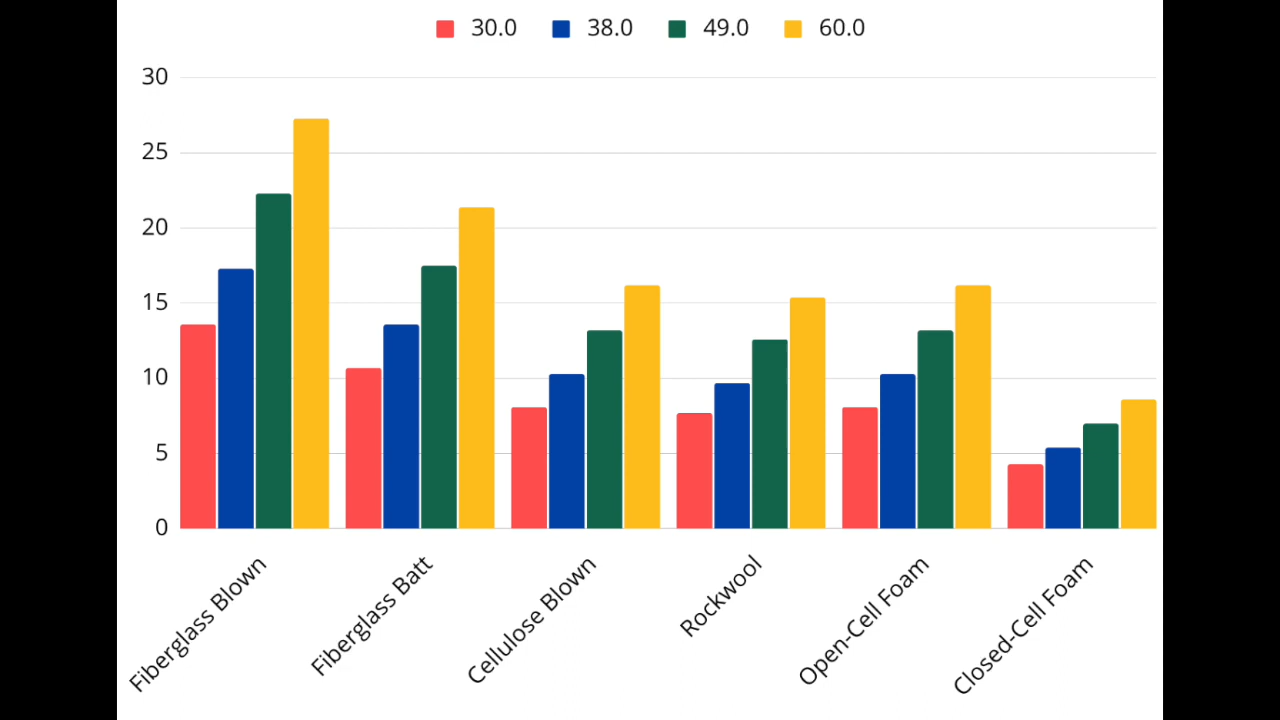 30.0 38.0 49.0 60.0
30
25
20
15
10
5
0
Fiberglass Blown
Fiberglass Batt
Cellulose Blown
Rockwool
Open-Cell Foam
Closed-Cell Foam